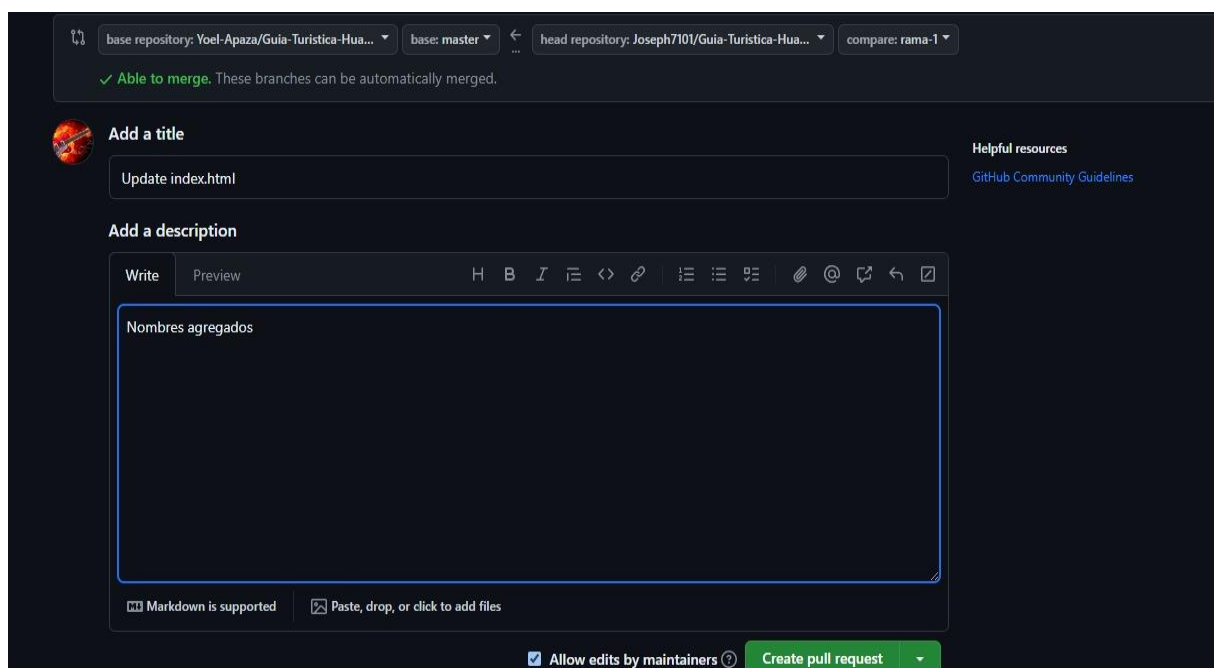 base repository: Yoel-Apaza/Guia-Turistica-Hua... base: master ... head repository: Joseph7101/Guia-Turistica-Hua... compare: rama-1
Able to merge. These branches can be automatically merged.
Add a title
Helpful resources
Update index.html
GitHub Community Guidelines
Add a description
Write Preview
Nombres agregados
Markdown is supported
Paste, drop, or click to add files
Allow edits by maintainers
Create pull request